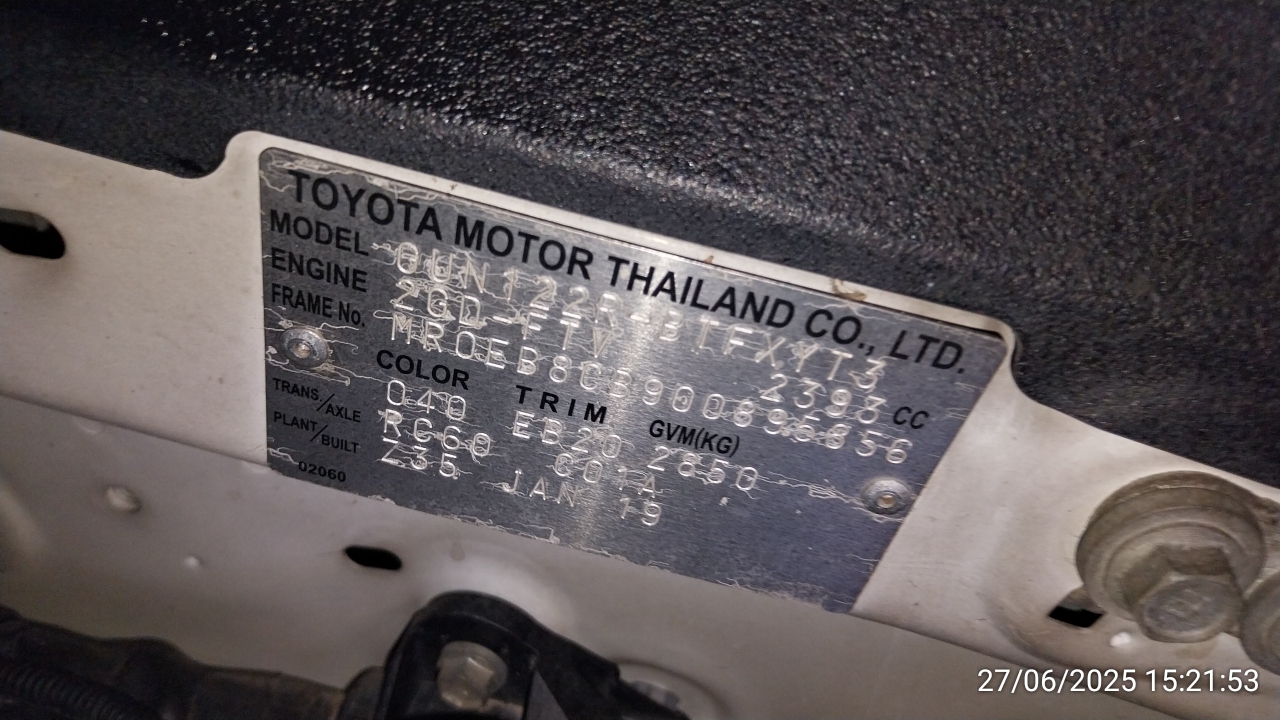 TOYOTA MOTOR THAILAND CO., LTD.
MODEL GUN122R-BTFXYT3
ENGINE 2GD-FTV 2393 CC
FRAME No. MR0EB8CB900896856
COLOR TRIM GVM(KG)
040 EB20 2850
TRANS./AXLE RC60 C01A
PLANT/BUILT Z35 JAN 19
02060
27/06/2025 15:21:53